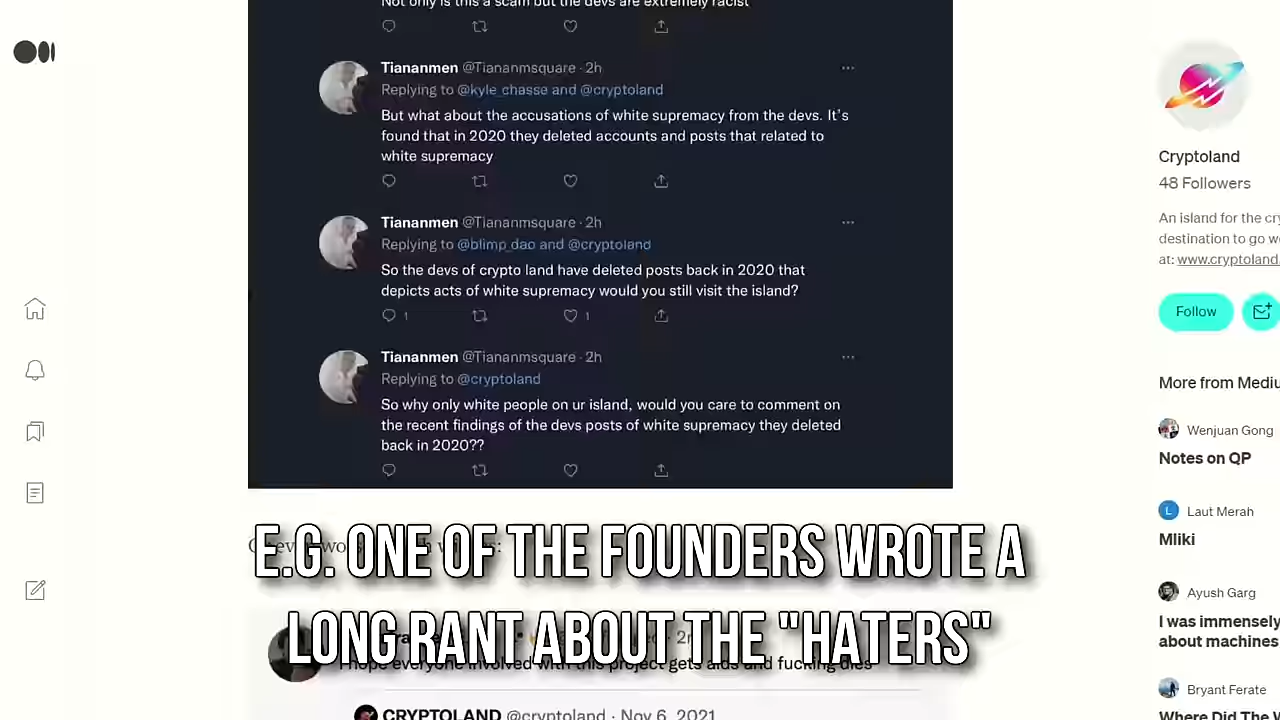 Not only is this a scam but the devs are extremely racist
Tiananmen @Tiananmsquare · 2h
Replying to @kyle_chasse and @cryptoland
But what about the accusations of white supremacy from the devs. It's
found that in 2020 they deleted accounts and posts that related to
white supremacy
Tiananmen @Tiananmsquare · 2h
Replying to @blimp_dao and @cryptoland
So the devs of crypto land have deleted posts back in 2020 that
depicts acts of white supremacy would you still visit the island?
1 1
Tiananmen @Tiananmsquare · 2h
Replying to @cryptoland
So why only white people on ur island, would you care to comment on
the recent findings of the devs posts of white supremacy they deleted
back in 2020??
E.G. ONE OF THE FOUNDERS WROTE A
LONG RANT ABOUT THE "HATERS"
hope everyone involved with this project gets aids and fucking dies
CRYPTOLAND @cryptoland · Nov 6, 2021
Cryptoland
48 Followers
An island for the cry
destination to go w
at: www.cryptoland.
Follow
More from Mediu
Wenjuan Gong
Notes on QP
Laut Merah
Mliki
Ayush Garg
I was immensely
about machines
Bryant Ferate
Where Did The W